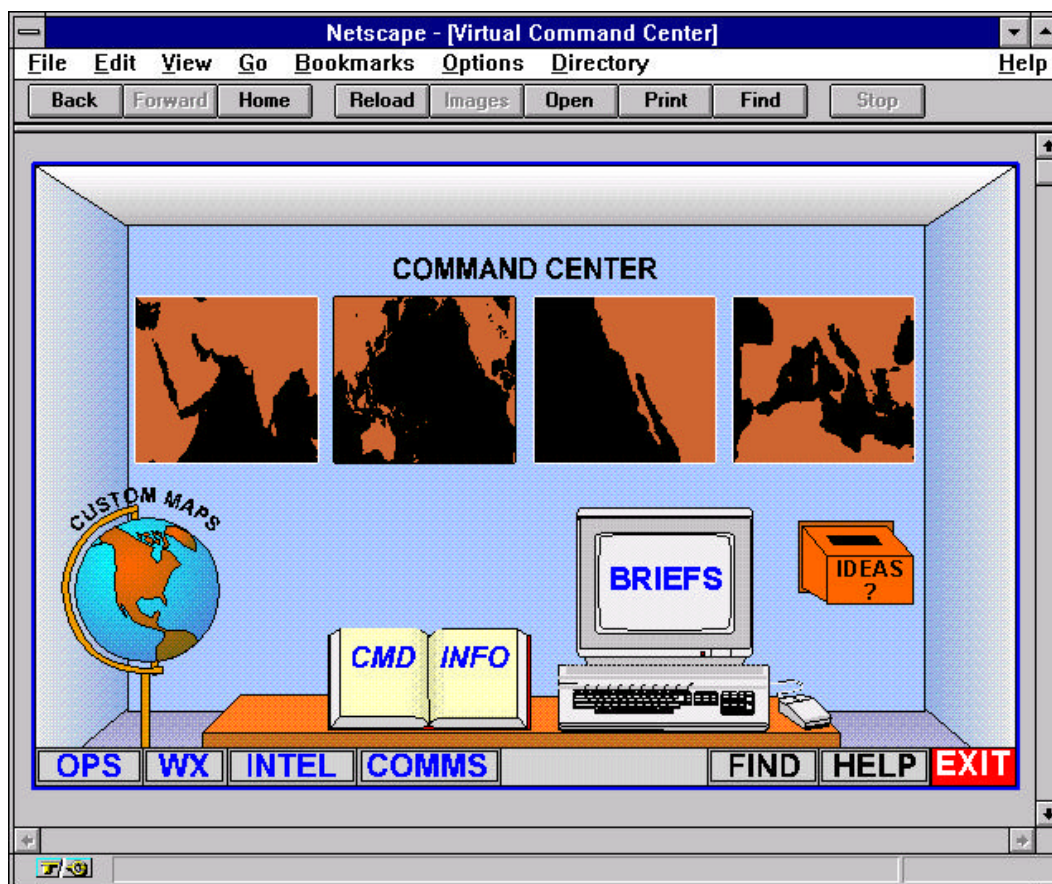 Netscape - [Virtual Command Center]
File Edit View Go Bookmarks Options Directory Help
Back Forward Home Reload Images Open Print Find Stop
COMMAND CENTER
CUSTOM MAPS
BRIEFS
IDEAS
?
CMD INFO
OPS WX INTEL COMMS FIND HELP EXIT